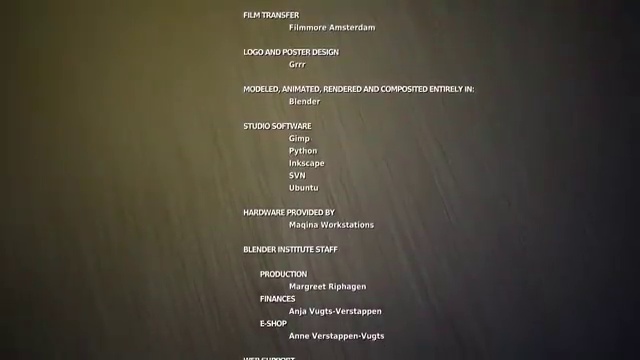 FILM TRANSFER
Filmmore Amsterdam
LOGO AND POSTER DESIGN
Grrr
MODELED, ANIMATED, RENDERED AND COMPOSITED ENTIRELY IN:
Blender
STUDIO SOFTWARE
Gimp
Python
Inkscape
SVN
Ubuntu
HARDWARE PROVIDED BY
Maqina Workstations
BLENDER INSTITUTE STAFF
PRODUCTION
Margreet Riphagen
FINANCES
Anja Vugts-Verstappen
E-SHOP
Anne Verstappen-Vugts
WEB SUPPORT